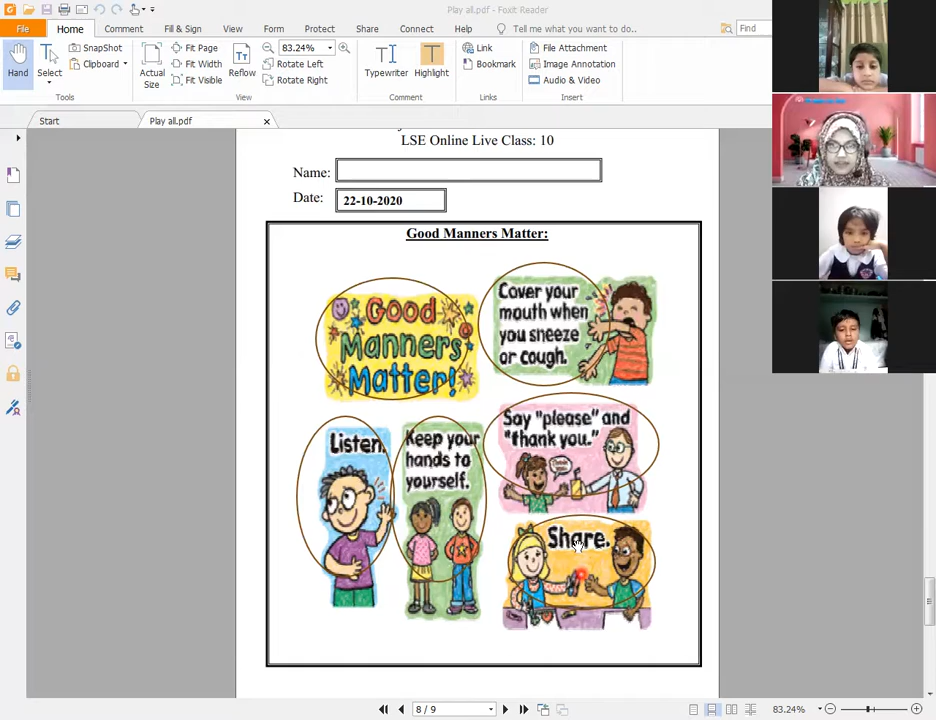 Play all.pdf - Foxit Reader
File
Home
Comment
Fill & Sign
View
Form
Protect
Share
Connect
Help
Tell me what you want to do..
Find
Hand
Select
SnapShot
Clipboard
Actual Size
Fit Page
Fit Width
Fit Visible
Reflow
83.24%
Rotate Left
Rotate Right
Typewriter
Highlight
Link
Bookmark
File Attachment
Image Annotation
Audio & Video
Tools
View
Comment
Links
Insert
Start
Play all.pdf
LSE Online Live Class: 10
Name:
Date:
22-10-2020
Good Manners Matter:
Good
Manners
Matter!
Cover your
mouth when
you sneeze
or cough.
Listen.
Keep your
hands to
yourself.
Say "please" and
"thank you."
Thank
you.
Share.
8 / 9
83.24%